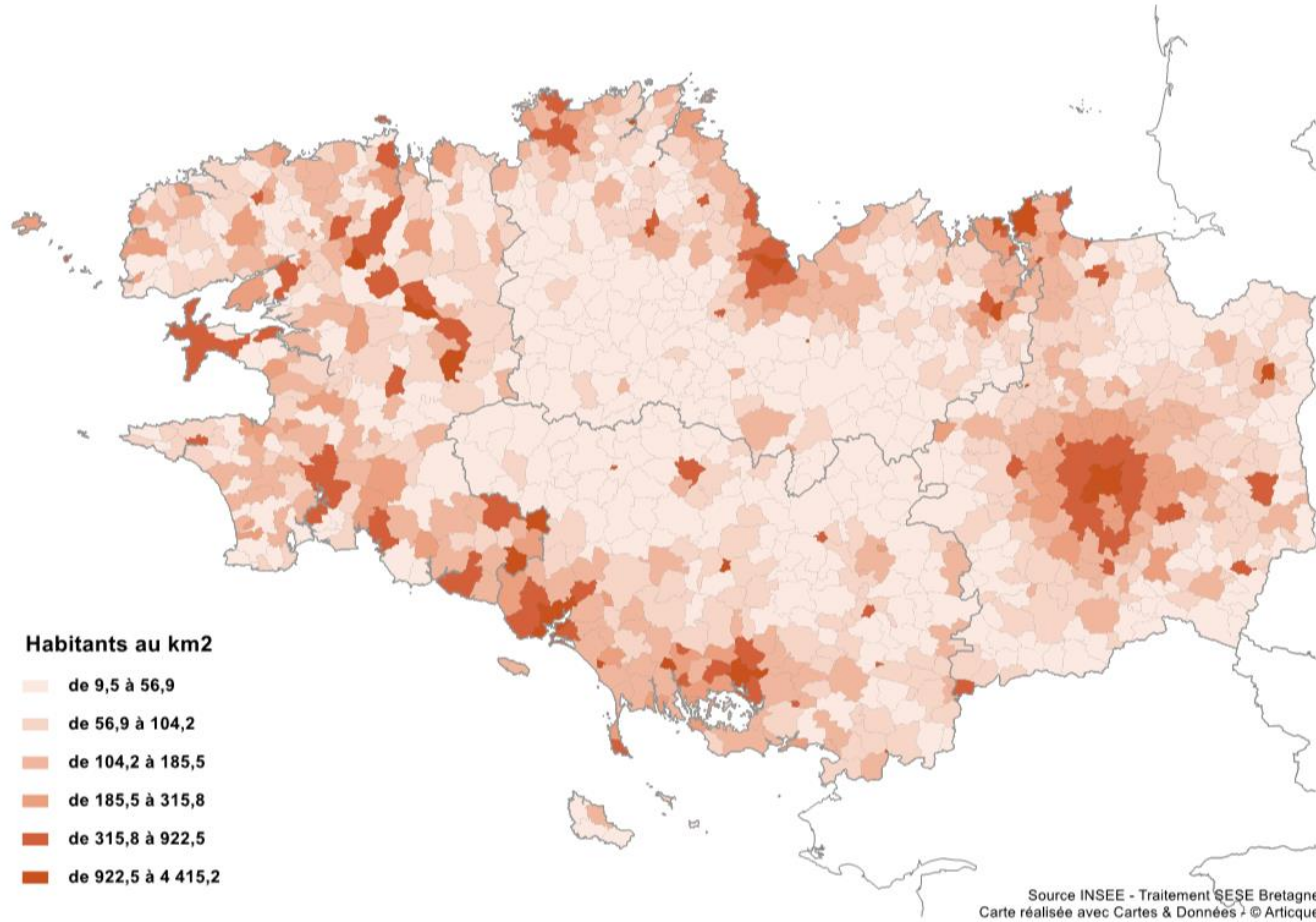 Habitants au km2
de 9,5 à 56,9
de 56,9 à 104,2
de 104,2 à 185,5
de 185,5 à 315,8
de 315,8 à 922,5
de 922,5 à 4 415,2
Source INSEE - Traitement SESE Bretagne
Carte réalisée avec Cartes & Données - © Articque